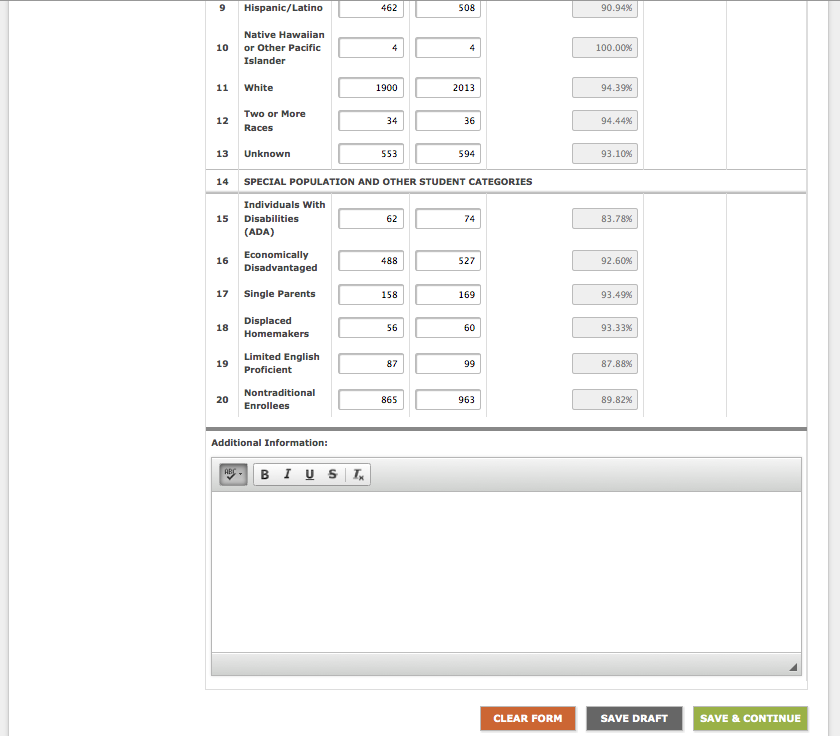 9 Hispanic/Latino 462 508 90.94%
Native Hawaiian
10 or Other Pacific 4 4 100.00%
Islander
11 White 1900 2013 94.39%
Two or More
12 34 36 94.44%
Races
13 Unknown 553 594 93.10%
14 SPECIAL POPULATION AND OTHER STUDENT CATEGORIES
Individuals With
15 Disabilities 62 74 83.78%
(ADA)
Economically
16 488 527 92.60%
Disadvantaged
17 Single Parents 158 169 93.49%
Displaced
18 56 60 93.33%
Homemakers
Limited English
19 87 99 87.88%
Proficient
Nontraditional
20 865 963 89.82%
Enrollees
Additional Information:
ABC B I U S Tx
CLEAR FORM SAVE DRAFT SAVE & CONTINUE